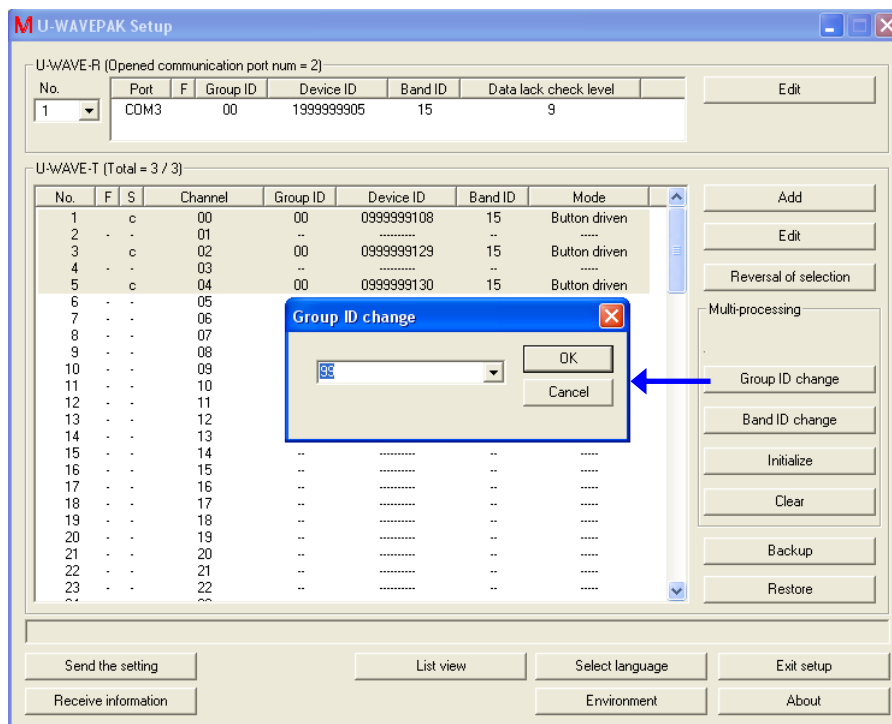 M U-WAVEPAK Setup
U-WAVE-R (Opened communication port num = 2)
No. Port F Group ID Device ID Band ID Data lack check level Edit
1 COM3 00 1999999905 15 9
U-WAVE-T (Total = 3 / 3)
No. F S Channel Group ID Device ID Band ID Mode Add
1 c 00 00 0999999108 15 Button driven
2 - - 01 -- ---------- -- -----
Edit
3 c 02 00 0999999129 15 Button driven
4 - - 03 -- ---------- -- -----
Reversal of selection
5 c 04 00 0999999130 15 Button driven
6 - - 05
Multi-processing
7 - - 06
Group ID change
8 - - 07
9 - - 08
OK
10 - - 09
99
Group ID change
11 - - 10
Cancel
12 - - 11
13 - - 12
Band ID change
14 - - 13
15 - - 14 -- --------- -- -----
16 - - 15 -- --------- -- -----
Initialize
17 - - 16 -- --------- -- -----
18 - - 17 -- --------- -- -----
Clear
19 - - 18 -- --------- -- -----
20 - - 19 -- --------- -- -----
21 - - 20 -- --------- -- -----
Backup
22 - - 21 -- --------- -- -----
23 - - 22 -- --------- -- -----
Restore
Send the setting List view Select language Exit setup
Receive information Environment About